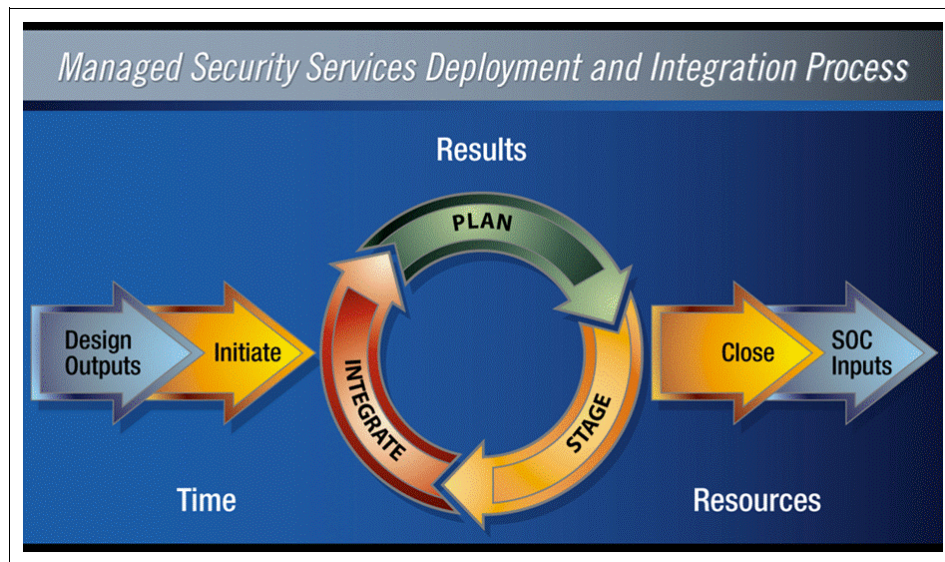 Managed Security Services Deployment and Integration Process
Results
PLAN
Design
Outputs
Initiate
INTEGRATE
STAGE
Close
SOC
Inputs
Time
Resources